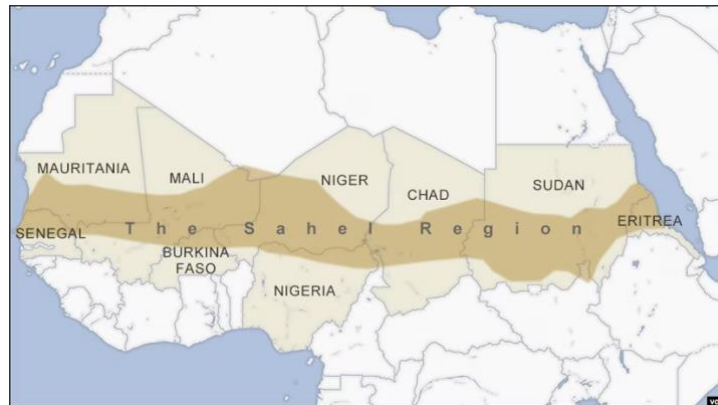 MAURITANIA
MALI
NIGER
CHAD
SUDAN
SENEGAL
The Sahel Region
ERITREA
BURKINA
FASO
NIGERIA